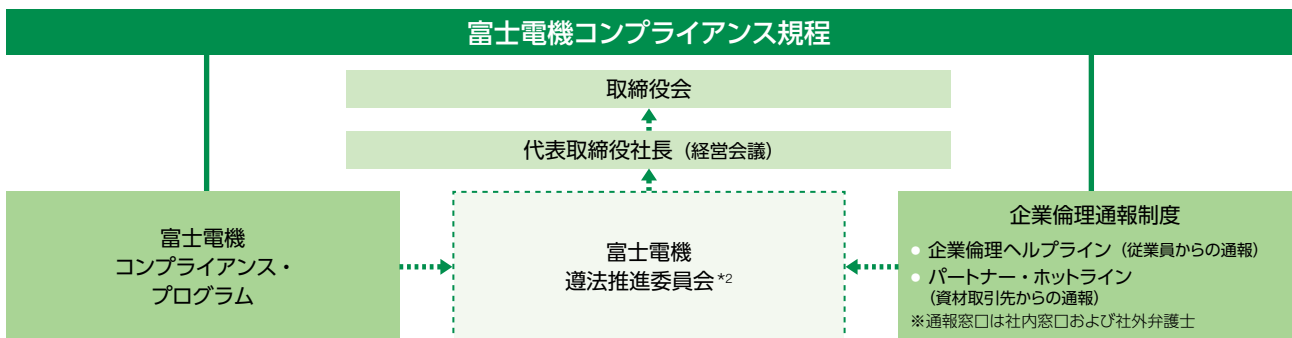 富士電機コンプライアンス規程
取締役会
代表取締役社長（経営会議）
富士電機
コンプライアンス・
プログラム
富士電機
遵法推進委員会*2
企業倫理通報制度
● 企業倫理ヘルプライン（従業員からの通報）
● パートナー・ホットライン
（資材取引先からの通報）
※通報窓口は社内窓口および社外弁護士